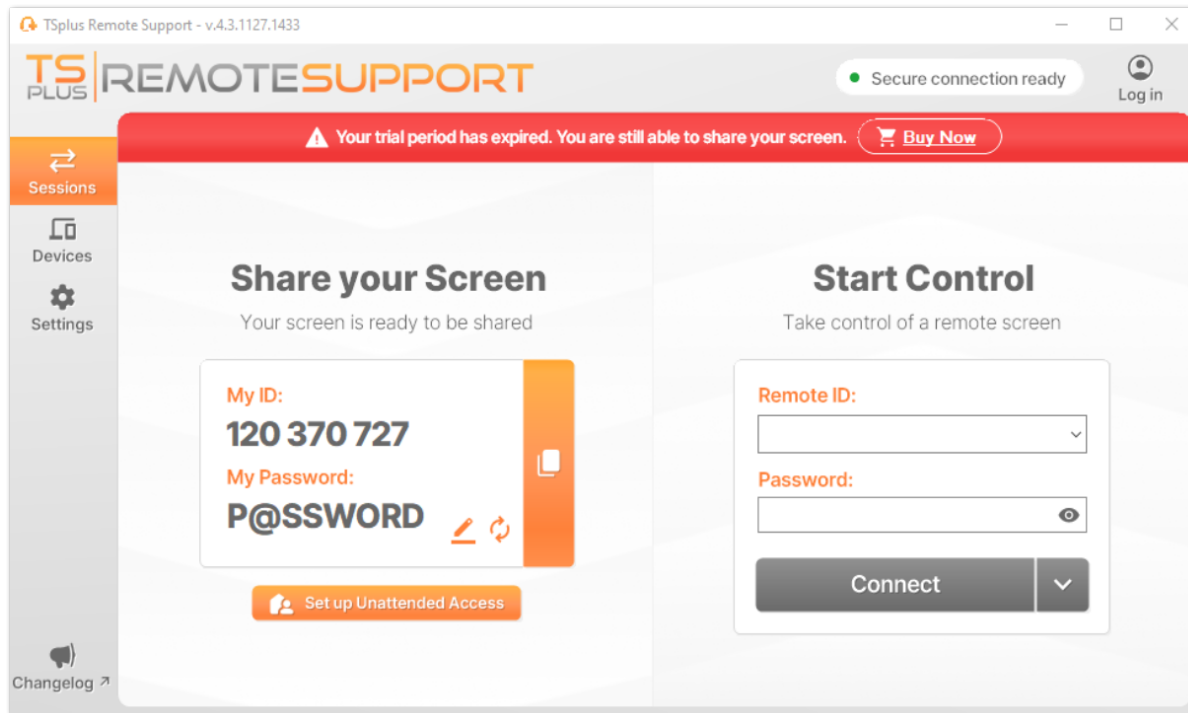 TSplus Remote Support - v.4.3.1127.1433
TS PLUS REMOTESUPPORT
Secure connection ready
Log in
Your trial period has expired. You are still able to share your screen. Buy Now
Sessions
Devices
Settings
Changelog ↗
Share your Screen
Your screen is ready to be shared
My ID:
120 370 727
My Password:
P@SSWORD
Set up Unattended Access
Start Control
Take control of a remote screen
Remote ID:
Password:
Connect